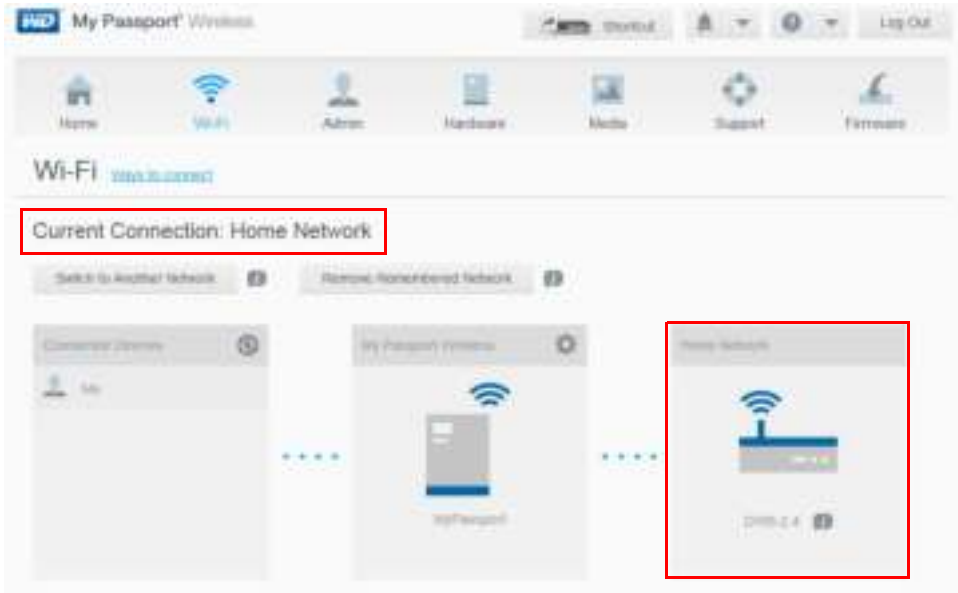 WD My Passport Wireless
Shortcut
Log Out
Home
Wi-Fi
Admin
Hardware
Media
Support
Firmware
Wi-Fi Ways to connect
Current Connection: Home Network
Switch to Another Network
Remove Remembered Network
Connected Devices
My Passport Wireless
Home Network
MyPassport